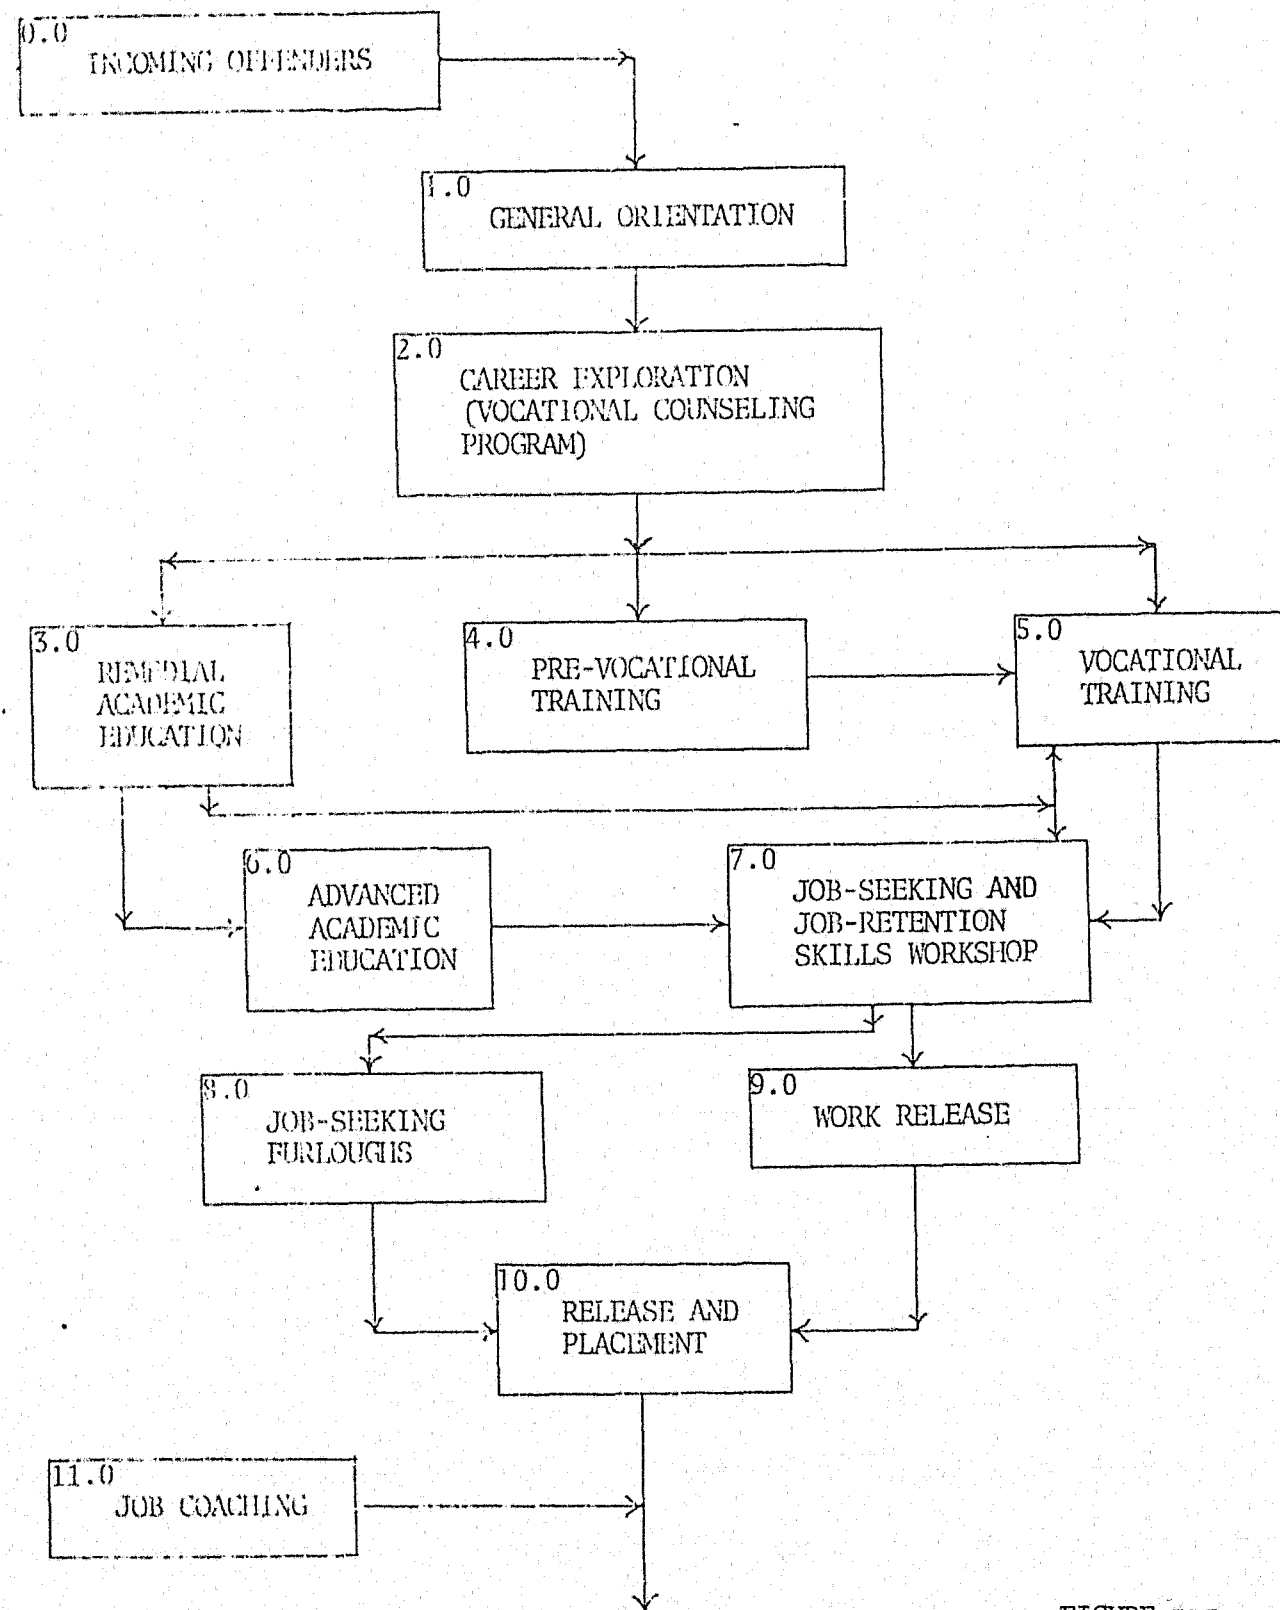 0.0
INCOMING OFFENDERS
1.0
GENERAL ORIENTATION
2.0
CAREER EXPLORATION
(VOCATIONAL COUNSELING
PROGRAM)
3.0
REMEDIAL
ACADEMIC
EDUCATION
4.0
PRE-VOCATIONAL
TRAINING
5.0
VOCATIONAL
TRAINING
6.0
ADVANCED
ACADEMIC
EDUCATION
7.0
JOB-SEEKING AND
JOB-RETENTION
SKILLS WORKSHOP
8.0
JOB-SEEKING
FURLOUGHS
9.0
WORK RELEASE
10.0
RELEASE AND
PLACEMENT
11.0
JOB COACHING
FIGURE